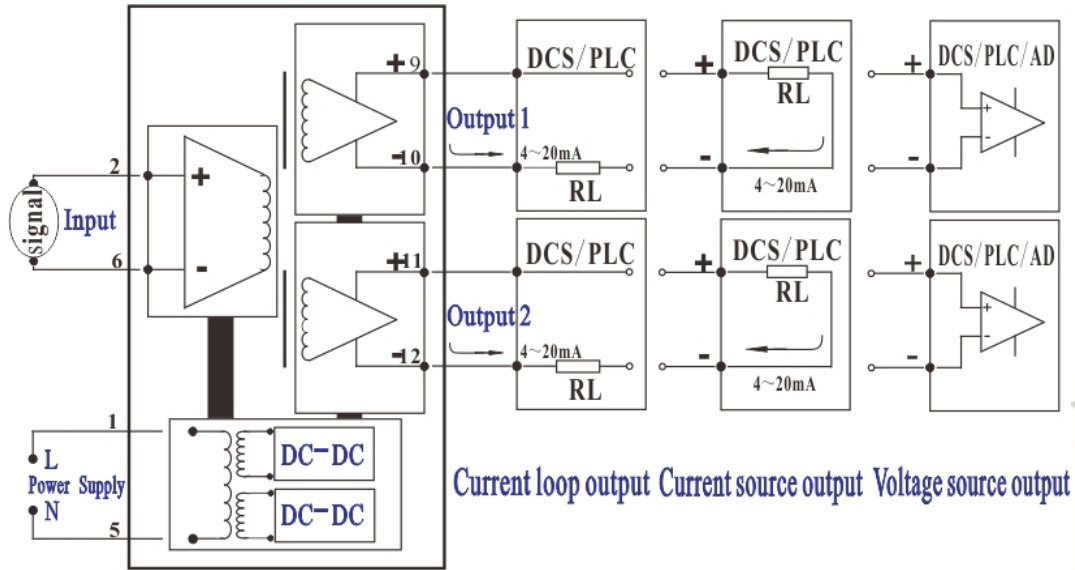 2
signal
Input
6
+
-
+ 9
- 10
Output 1
4~20mA
DCS/PLC
RL
+
DCS/PLC
RL
-
4~20mA
+
DCS/PLC/AD
+
-
-
+ 11
- 12
Output 2
4~20mA
DCS/PLC
RL
+
DCS/PLC
RL
-
4~20mA
+
DCS/PLC/AD
+
-
-
1
L
Power Supply
N
5
DC-DC
DC-DC
Current loop output
Current source output
Voltage source output